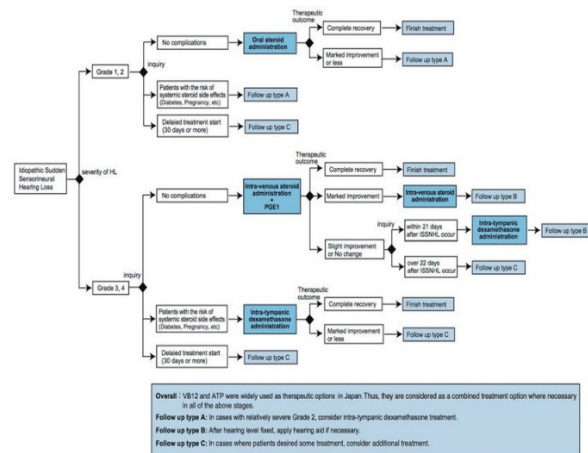 Therapeutic
outcome
Complete recovery
Finish treatment
No complications
Oral steroid
administration
Marked improvement
or less
Follow up type A
inquiry
Grade 1, 2
Patients with the risk of
systemic steroid side effects
(Diabetes, Pregnancy, etc)
Follow up type A
Delaied treatment start
(30 days or more)
Follow up type C
Idiopathic Sudden
Sensorineural
Hearing Loss
severity of HL
Therapeutic
outcome
Complete recovery
Finish treatment
No complications
Intra-venous steroid
administration
+
PGE1
Marked improvement
Intra-venous steroid
administration
Follow up type B
inquiry
within 21 days
after ISSNHL occur
Intra-tympanic
dexamethasone
administration
Follow up type B
Slight improvement
or No change
over 22 days
after ISSNHL occur
Follow up type C
inquiry
Grade 3, 4
Therapeutic
outcome
Complete recovery
Finish treatment
Patients with the risk of
systemic steroid side effects
(Diabetes, Pregnancy, etc)
Intra-tympanic
dexamethasone
administration
Marked improvement
or less
Follow up type C
Delaied treatment start
(30 days or more)
Follow up type C
Overall : VB12 and ATP were widely used as therapeutic options in Japan. Thus, they are considered as a combined treatment option where necessary
in all of the above stages.
Follow up type A: In cases with relatively severe Grade 2, consider intra-tympanic dexamethasone treatment.
Follow up type B: After hearing level fixed, apply hearing aid if necessary.
Follow up type C: In cases where patients desired some treatment, consider additional treatment.